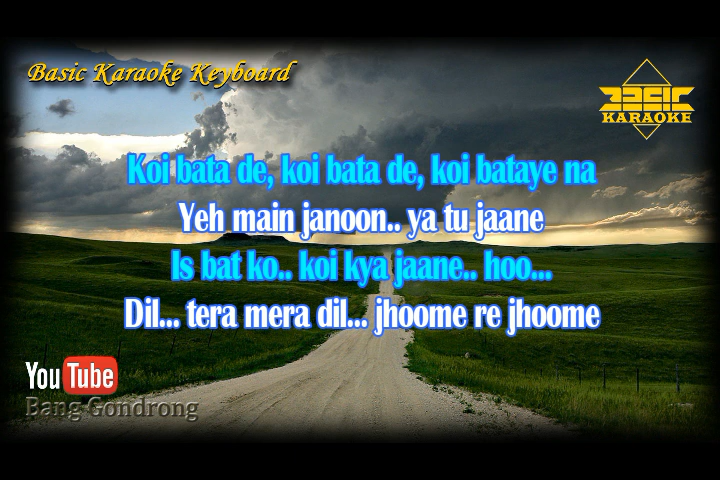 Basic Karaoke Keyboard
BASIC
KARAOKE
Koi bata de, koi bata de, koi bataye na
Yeh main janoon.. ya tu jaane
Is bat ko.. koi kya jaane.. hoo...
Dil... tera mera dil... jhoome re jhoome
YouTube
Bang Gondrong